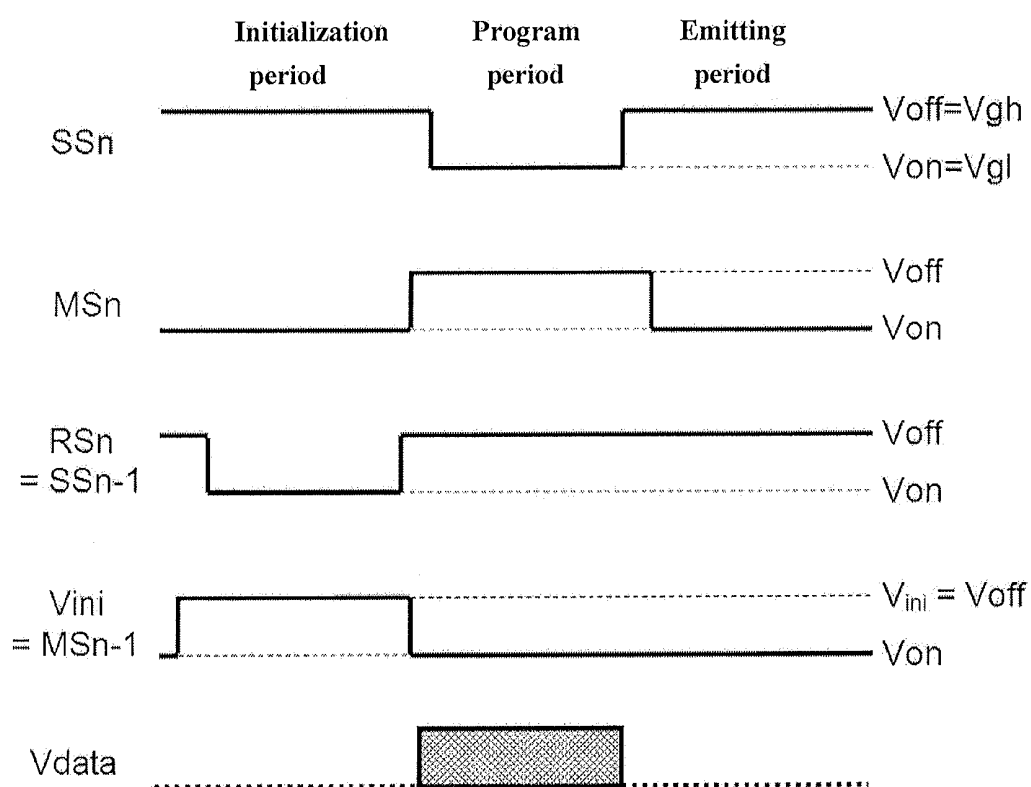 Initialization period
Program period
Emitting period
SSn
Voff=Vgh
Von=Vgl
MSn
Voff
Von
RSn
= SSn-1
Voff
Von
Vini
= MSn-1
Vini = Voff
Von
Vdata